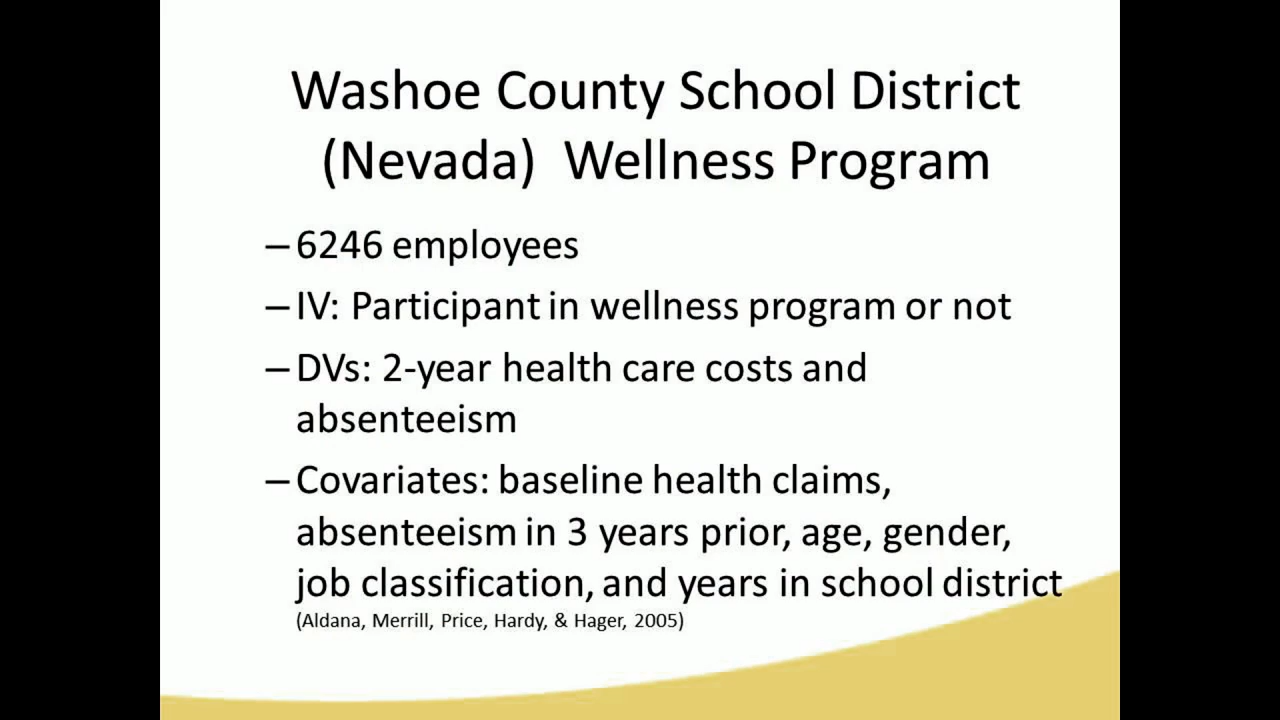 Washoe County School District
(Nevada) Wellness Program
– 6246 employees
– IV: Participant in wellness program or not
– DVs: 2-year health care costs and
absenteeism
– Covariates: baseline health claims,
absenteeism in 3 years prior, age, gender,
job classification, and years in school district
(Aldana, Merrill, Price, Hardy, & Hager, 2005)